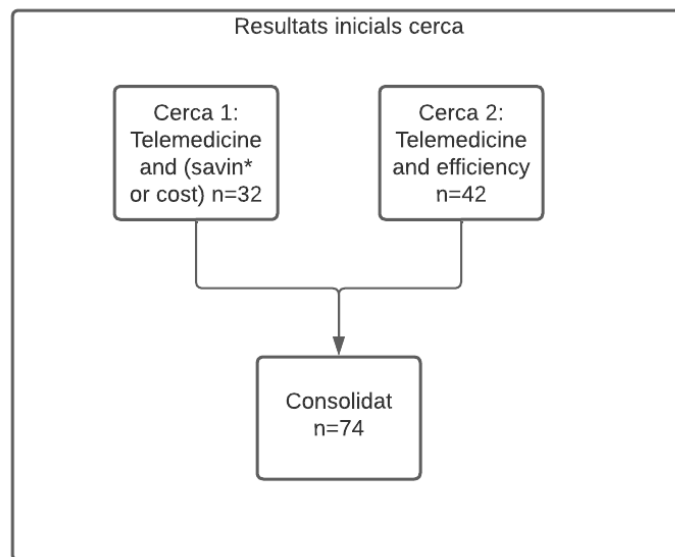 Resultats inicials cerca
Cerca 1:
Telemedicine
and (savin*
or cost) n=32
Cerca 2:
Telemedicine
and efficiency
n=42
Consolidat
n=74